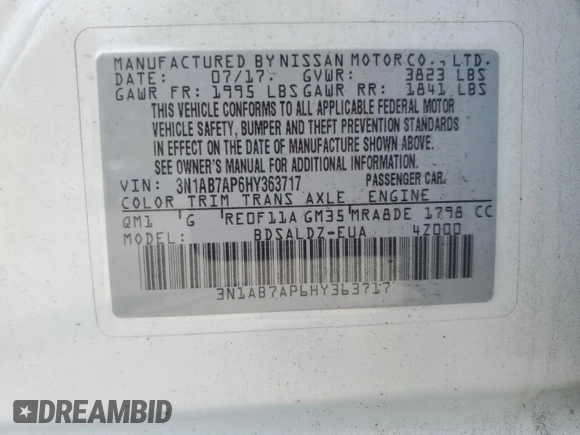 MANUFACTURED BY NISSAN MOTOR CO., LTD.
DATE: 07/17 GVWR: 3823 LBS
GAWR FR: 1995 LBS GAWR RR: 1841 LBS
THIS VEHICLE CONFORMS TO ALL APPLICABLE FEDERAL MOTOR
VEHICLE SAFETY, BUMPER AND THEFT PREVENTION STANDARDS
IN EFFECT ON THE DATE OF MANUFACTURE SHOWN ABOVE.
SEE OWNER'S MANUAL FOR ADDITIONAL INFORMATION.
VIN: 3N1AB7AP6HY363717 PASSENGER CAR.
COLOR TRIM TRANS AXLE ENGINE
QM1 G RE0F11A GM35 MRA8DE 1798 CC
MODEL: BDSALDZ-EUA 4Z000
3N1AB7AP6HY363717
DREAMBID